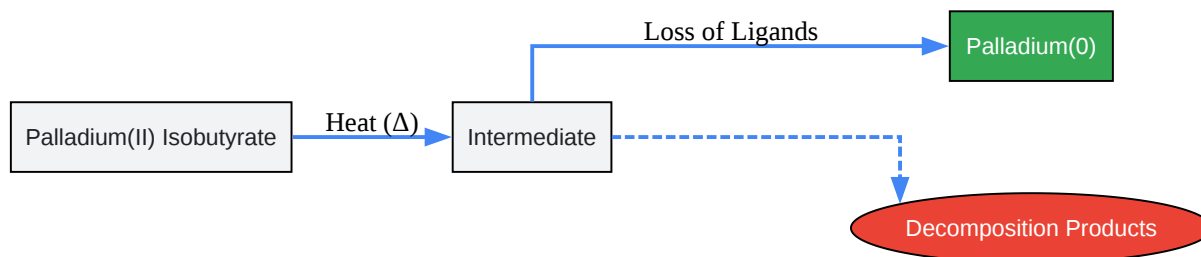 Loss of Ligands
Palladium(0)
Palladium(II) Isobutyrate
Heat (Δ)
Intermediate
Decomposition Products